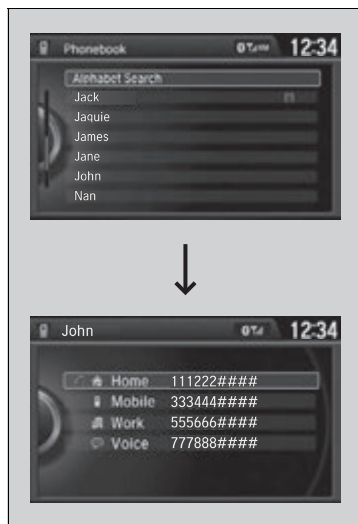 Phonebook 12:34
Alphabet Search
Jack
Jaquie
James
Jane
John
Nan
John 12:34
Home 111222####
Mobile 333444####
Work 555666####
Voice 777888####